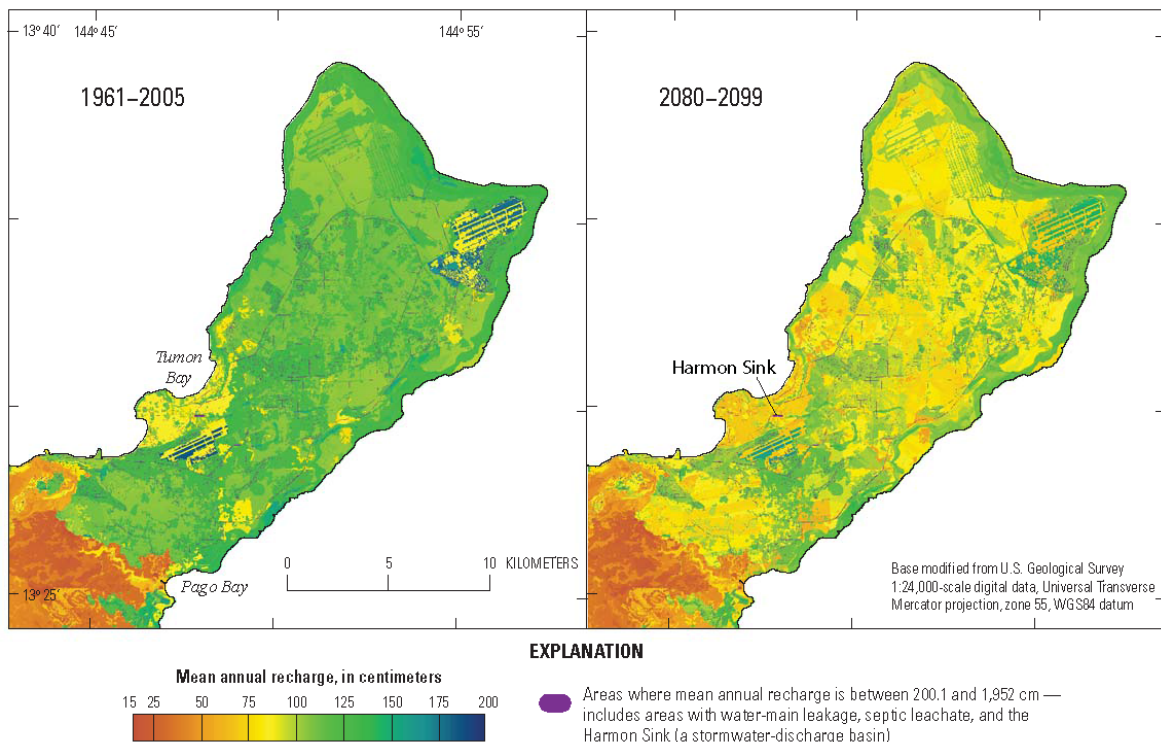 13° 40′
144° 45′
144° 55′
1961–2005
2080–2099
Tumon
Bay
Harmon Sink
0 5 10 KILOMETERS
Pago Bay
13° 25′
Base modified from U.S. Geological Survey
1:24,000-scale digital data, Universal Transverse
Mercator projection, zone 55, WGS84 datum
EXPLANATION
Mean annual recharge, in centimeters
15 25 50 75 100 125 150 175 200
Areas where mean annual recharge is between 200.1 and 1,952 cm —
includes areas with water-main leakage, septic leachate, and the
Harmon Sink (a stormwater-discharge basin)